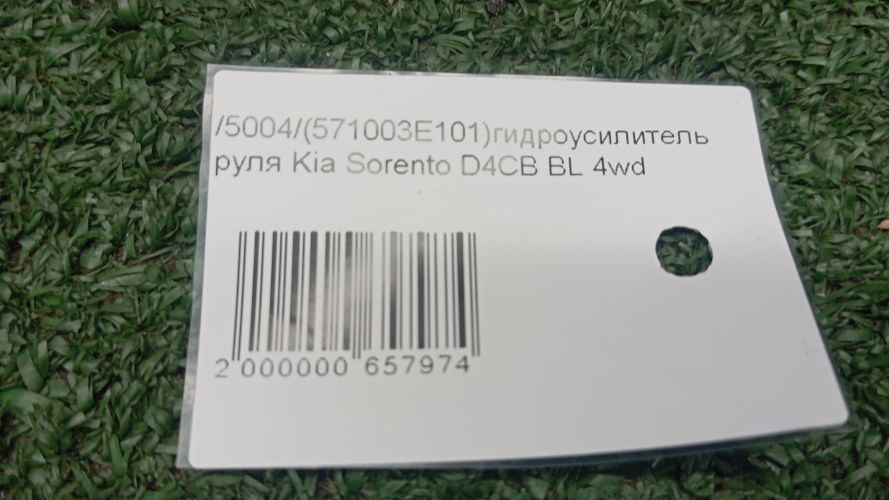 /5004/(571003E101)гидроусилитель
руля Kia Sorento D4CB BL 4wd
2 000000 657974